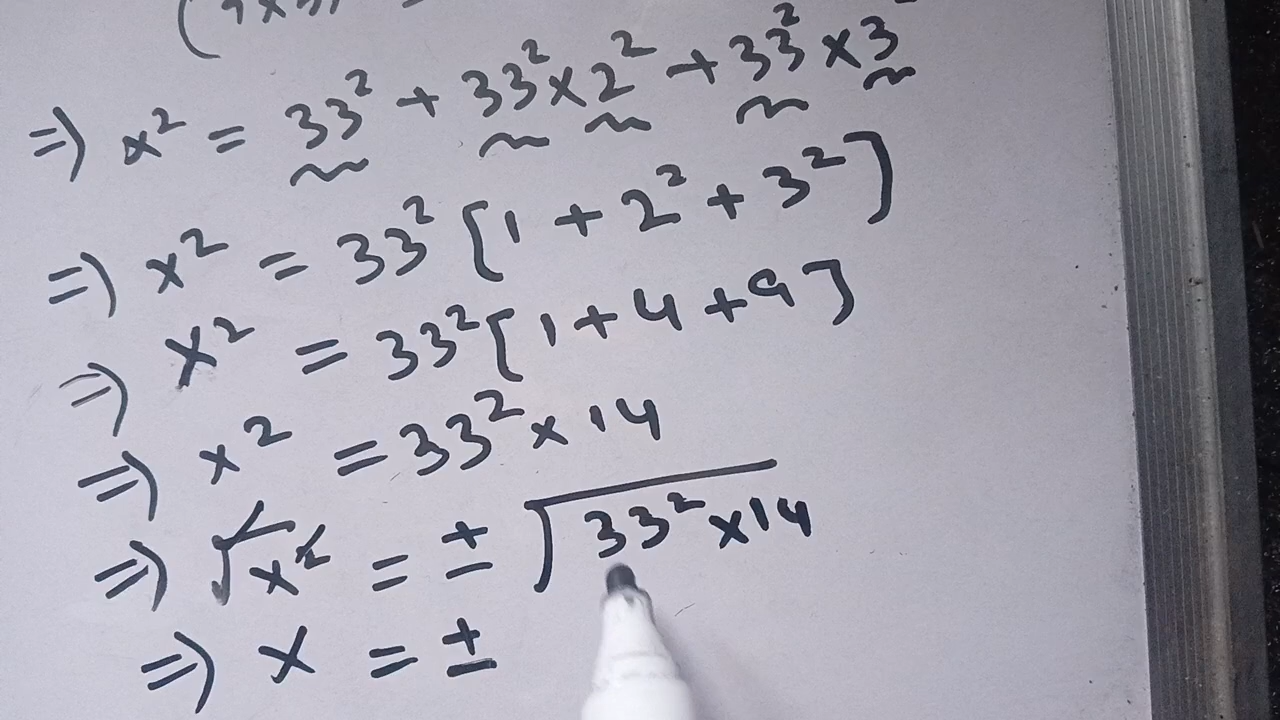 ⇒ x² = 33² + 33² × 2² + 33² × 3²
⇒ x² = 33² [1 + 2² + 3²]
⇒ x² = 33² [1 + 4 + 9]
⇒ x² = 33² × 14
⇒ √x² = ± √33² × 14
⇒ x = ±